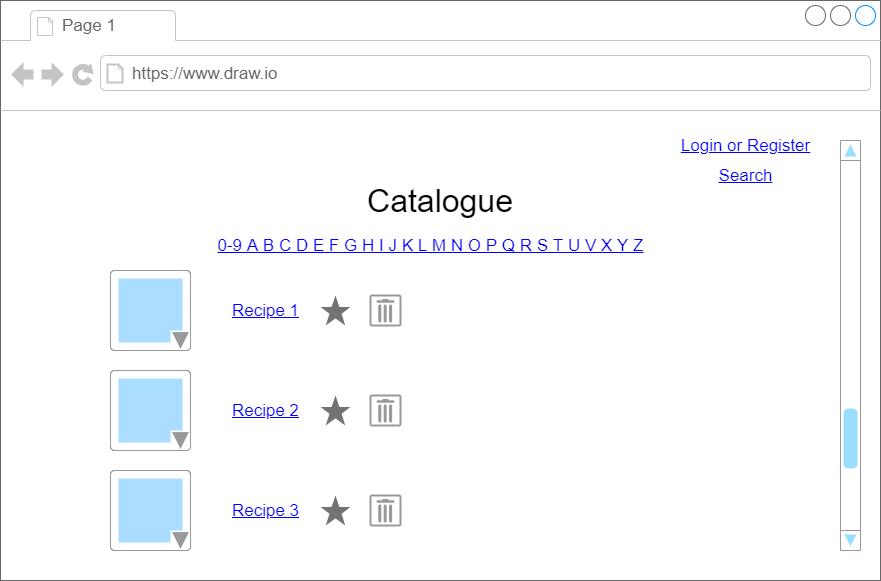 Page 1
https://www.draw.io
Login or Register
Search
Catalogue
0-9 A B C D E F G H I J K L M N O P Q R S T U V X Y Z
Recipe 1
Recipe 2
Recipe 3